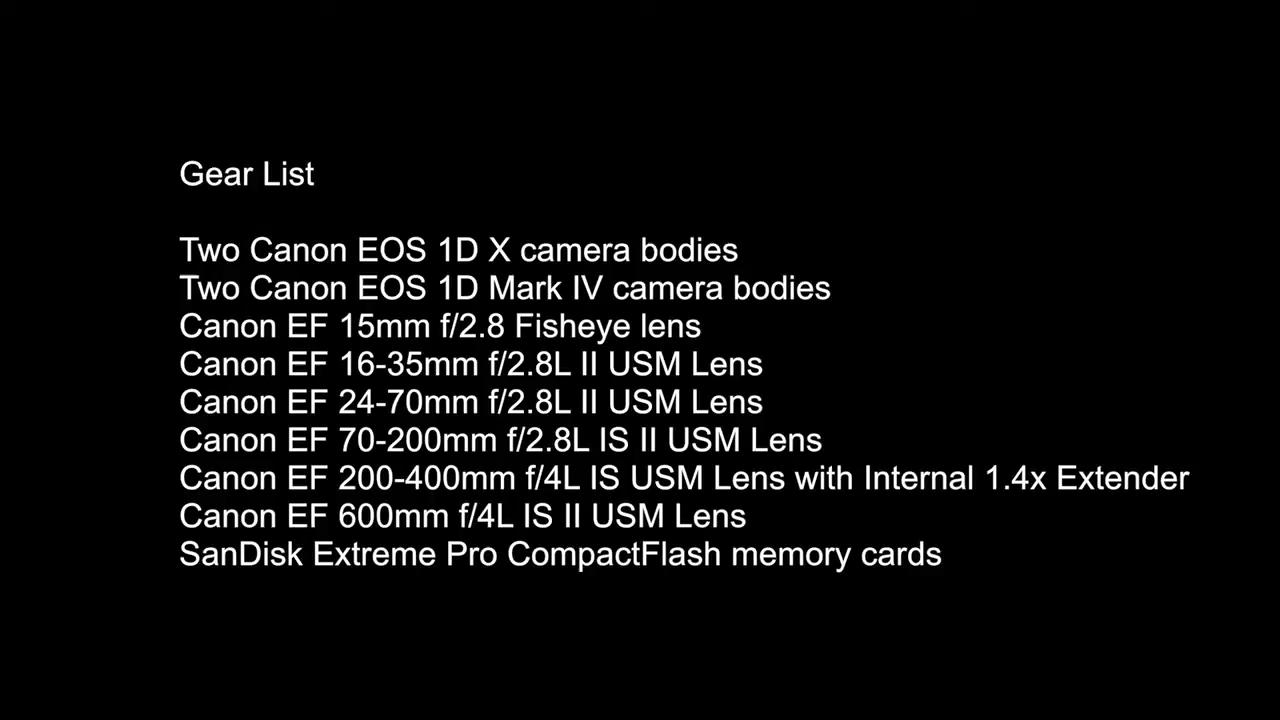 Gear List
Two Canon EOS 1D X camera bodies
Two Canon EOS 1D Mark IV camera bodies
Canon EF 15mm f/2.8 Fisheye lens
Canon EF 16-35mm f/2.8L II USM Lens
Canon EF 24-70mm f/2.8L II USM Lens
Canon EF 70-200mm f/2.8L IS II USM Lens
Canon EF 200-400mm f/4L IS USM Lens with Internal 1.4x Extender
Canon EF 600mm f/4L IS II USM Lens
SanDisk Extreme Pro CompactFlash memory cards